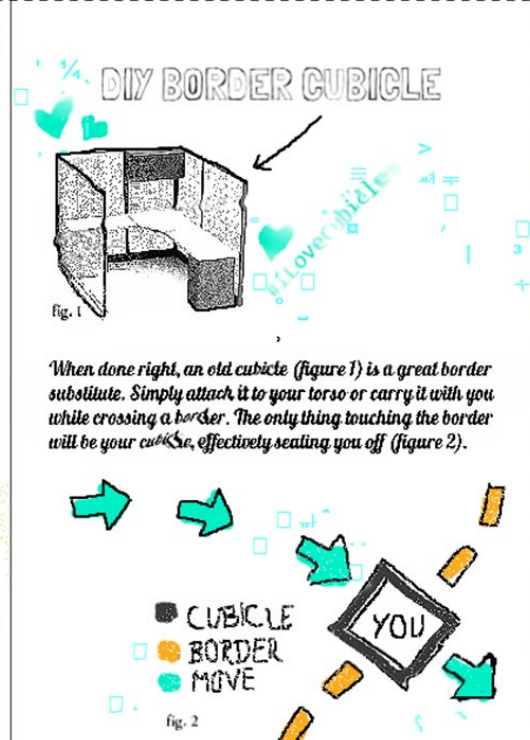 ¼
DIY BORDER CUBICLE
#ILoveCubicles
fig. 1
When done right, an old cubicle (figure 1) is a great border
substitute. Simply attach it to your torso or carry it with you
while crossing a border. The only thing touching the border
will be your cubicle, effectively sealing you off (figure 2).
YOU
CUBICLE
BORDER
MOVE
fig. 2